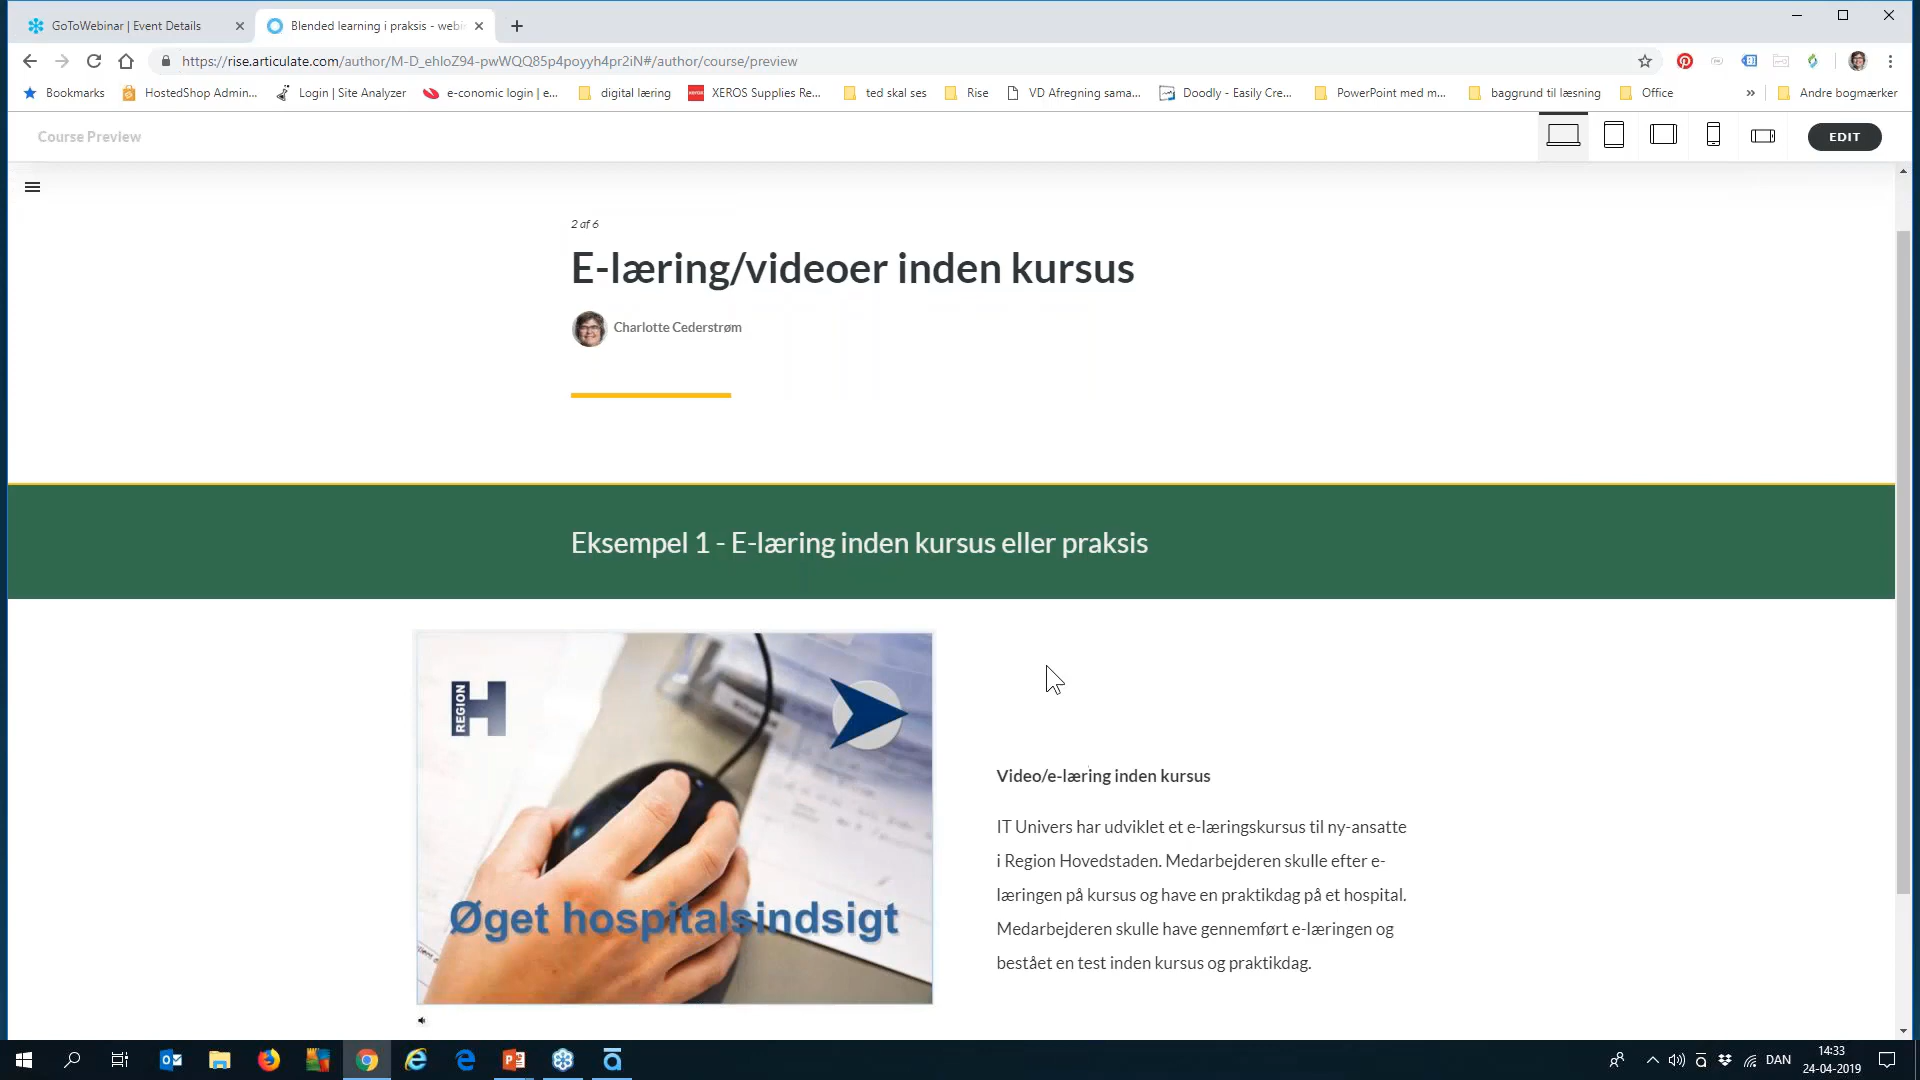 GoToWebinar | Event Details
Blended learning i praksis - webi
https://rise.articulate.com/author/M-D_ehloZ94-pwWQQ85p4poyyh4pr2iN#/author/course/preview
Bookmarks
HostedShop Admin...
Login | Site Analyzer
e-conomic login | e...
digital læring
XEROS Supplies Re...
ted skal ses
Rise
VD Afregning sama...
Doodly - Easily Cre...
PowerPoint med m...
baggrund til læsning
Office
»
Andre bogmærker
Course Preview
EDIT
2 af 6
E-læring/videoer inden kursus
Charlotte Cederstrøm
Eksempel 1 - E-læring inden kursus eller praksis
REGION H
Øget hospitalsindsigt
Video/e-læring inden kursus
IT Univers har udviklet et e-læringskursus til ny-ansatte
i Region Hovedstaden. Medarbejderen skulle efter e-
læringen på kursus og have en praktikdag på et hospital.
Medarbejderen skulle have gennemført e-læringen og
bestået en test inden kursus og praktikdag.
DAN
14:33
24-04-2019